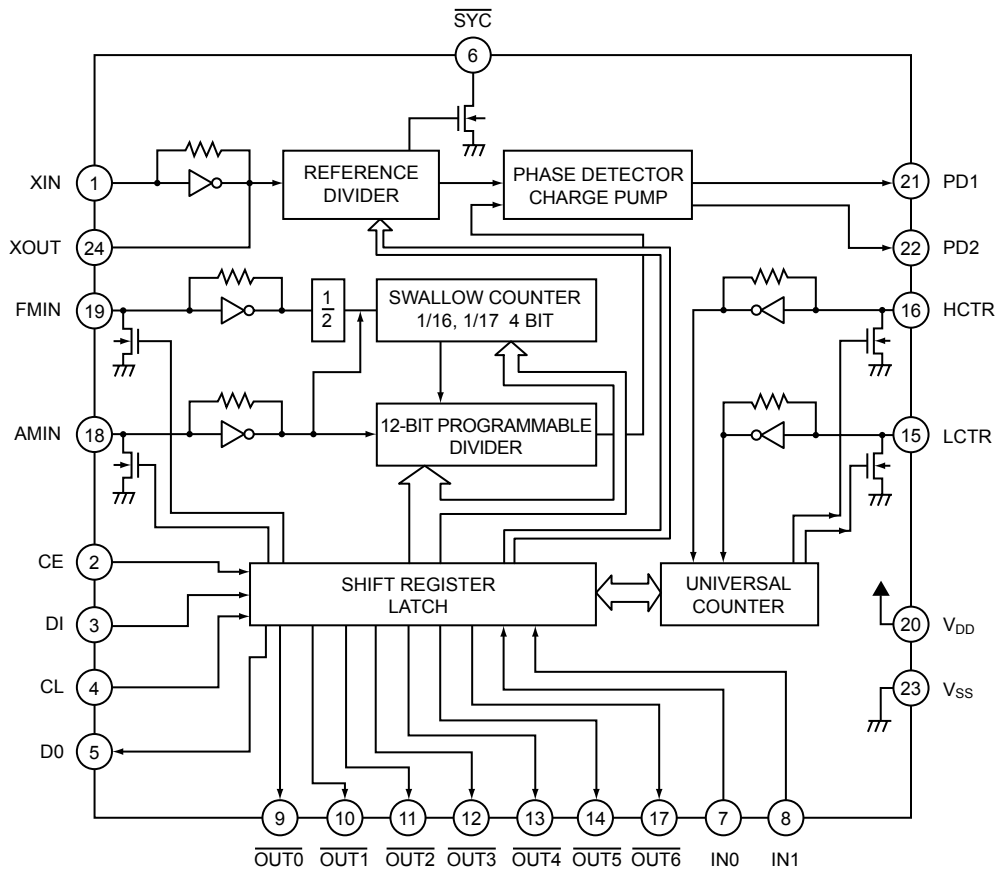 SYC
6
XIN
1
REFERENCE
DIVIDER
PHASE DETECTOR
CHARGE PUMP
21
PD1
XOUT
24
22
PD2
FMIN
19
1
2
SWALLOW COUNTER
1/16, 1/17 4 BIT
16
HCTR
AMIN
18
12-BIT PROGRAMMABLE
DIVIDER
15
LCTR
CE
2
SHIFT REGISTER
LATCH
UNIVERSAL
COUNTER
DI
3
20
VDD
CL
4
23
VSS
D0
5
9
10
11
12
13
14
17
7
8
OUT0
OUT1
OUT2
OUT3
OUT4
OUT5
OUT6
IN0
IN1